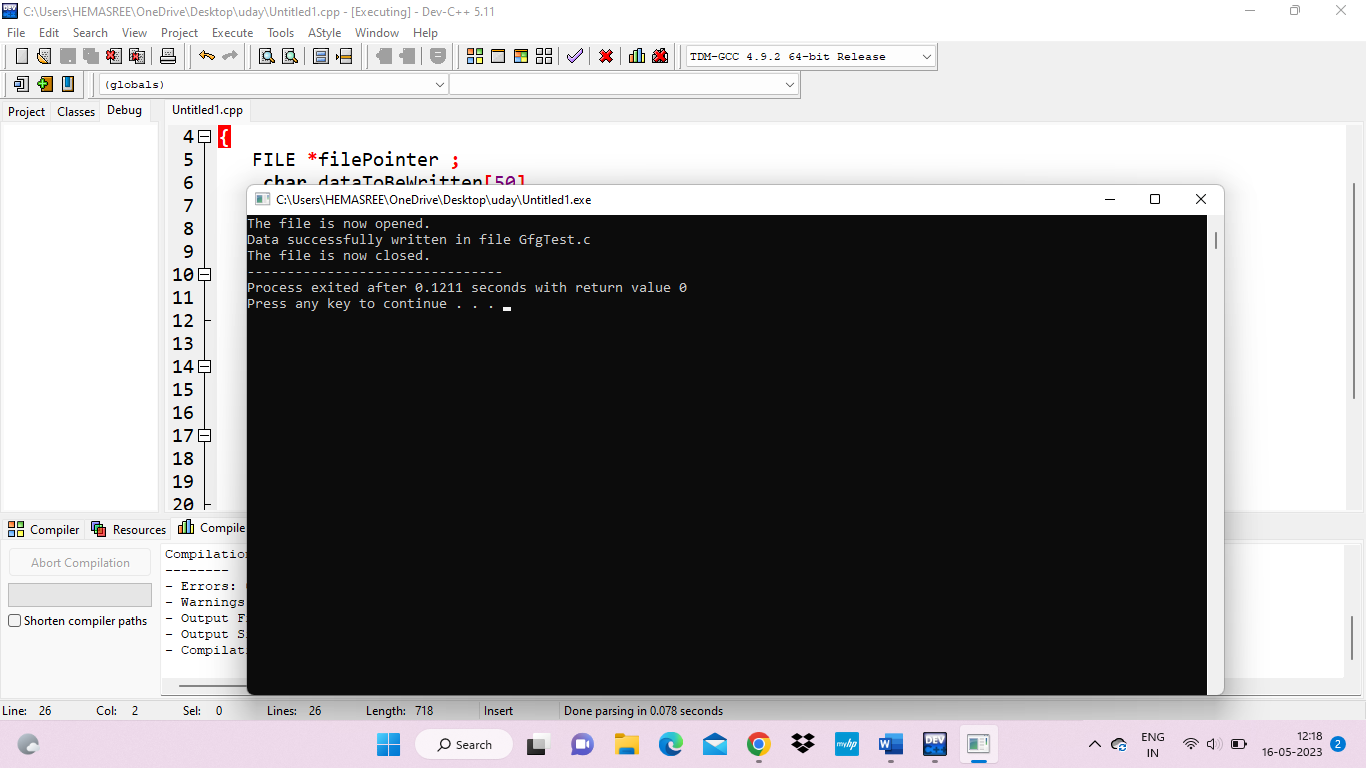 C:\Users\HEMASREE\OneDrive\Desktop\uday\Untitled1.cpp - [Executing] - Dev-C++ 5.11
File Edit Search View Project Execute Tools AStyle Window Help
TDM-GCC 4.9.2 64-bit Release
(globals)
Project Classes Debug Untitled1.cpp
4 {
5 FILE *filePointer ;
6 char dataToBeWritten[50]
7
8
9
10
11
12
13
14
15
16
17
18
19
20
C:\Users\HEMASREE\OneDrive\Desktop\uday\Untitled1.exe
The file is now opened.
Data successfully written in file GfgTest.c
The file is now closed.
--------------------------------
Process exited after 0.1211 seconds with return value 0
Press any key to continue . . .
Compiler Resources Compile
Abort Compilation
Shorten compiler paths
Compilation
--------
- Errors:
- Warnings
- Output F
- Output S
- Compilat
Line: 26 Col: 2 Sel: 0 Lines: 26 Length: 718 Insert Done parsing in 0.078 seconds
Search
DEV
myhp
W
DEV
ENG
IN
12:18
16-05-2023
2